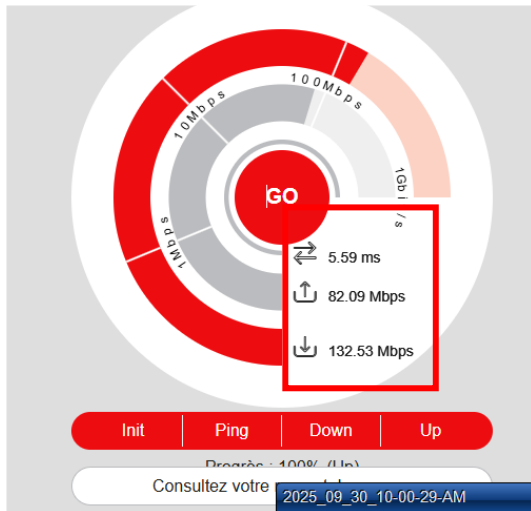 100Mbps
10Mbps
1Gbit/s
GO
1Mbps
5.59 ms
82.09 Mbps
132.53 Mbps
Init Ping Down Up
Progrès : 100% (Up)
Consultez votre
2025_09_30_10-00-29-AM